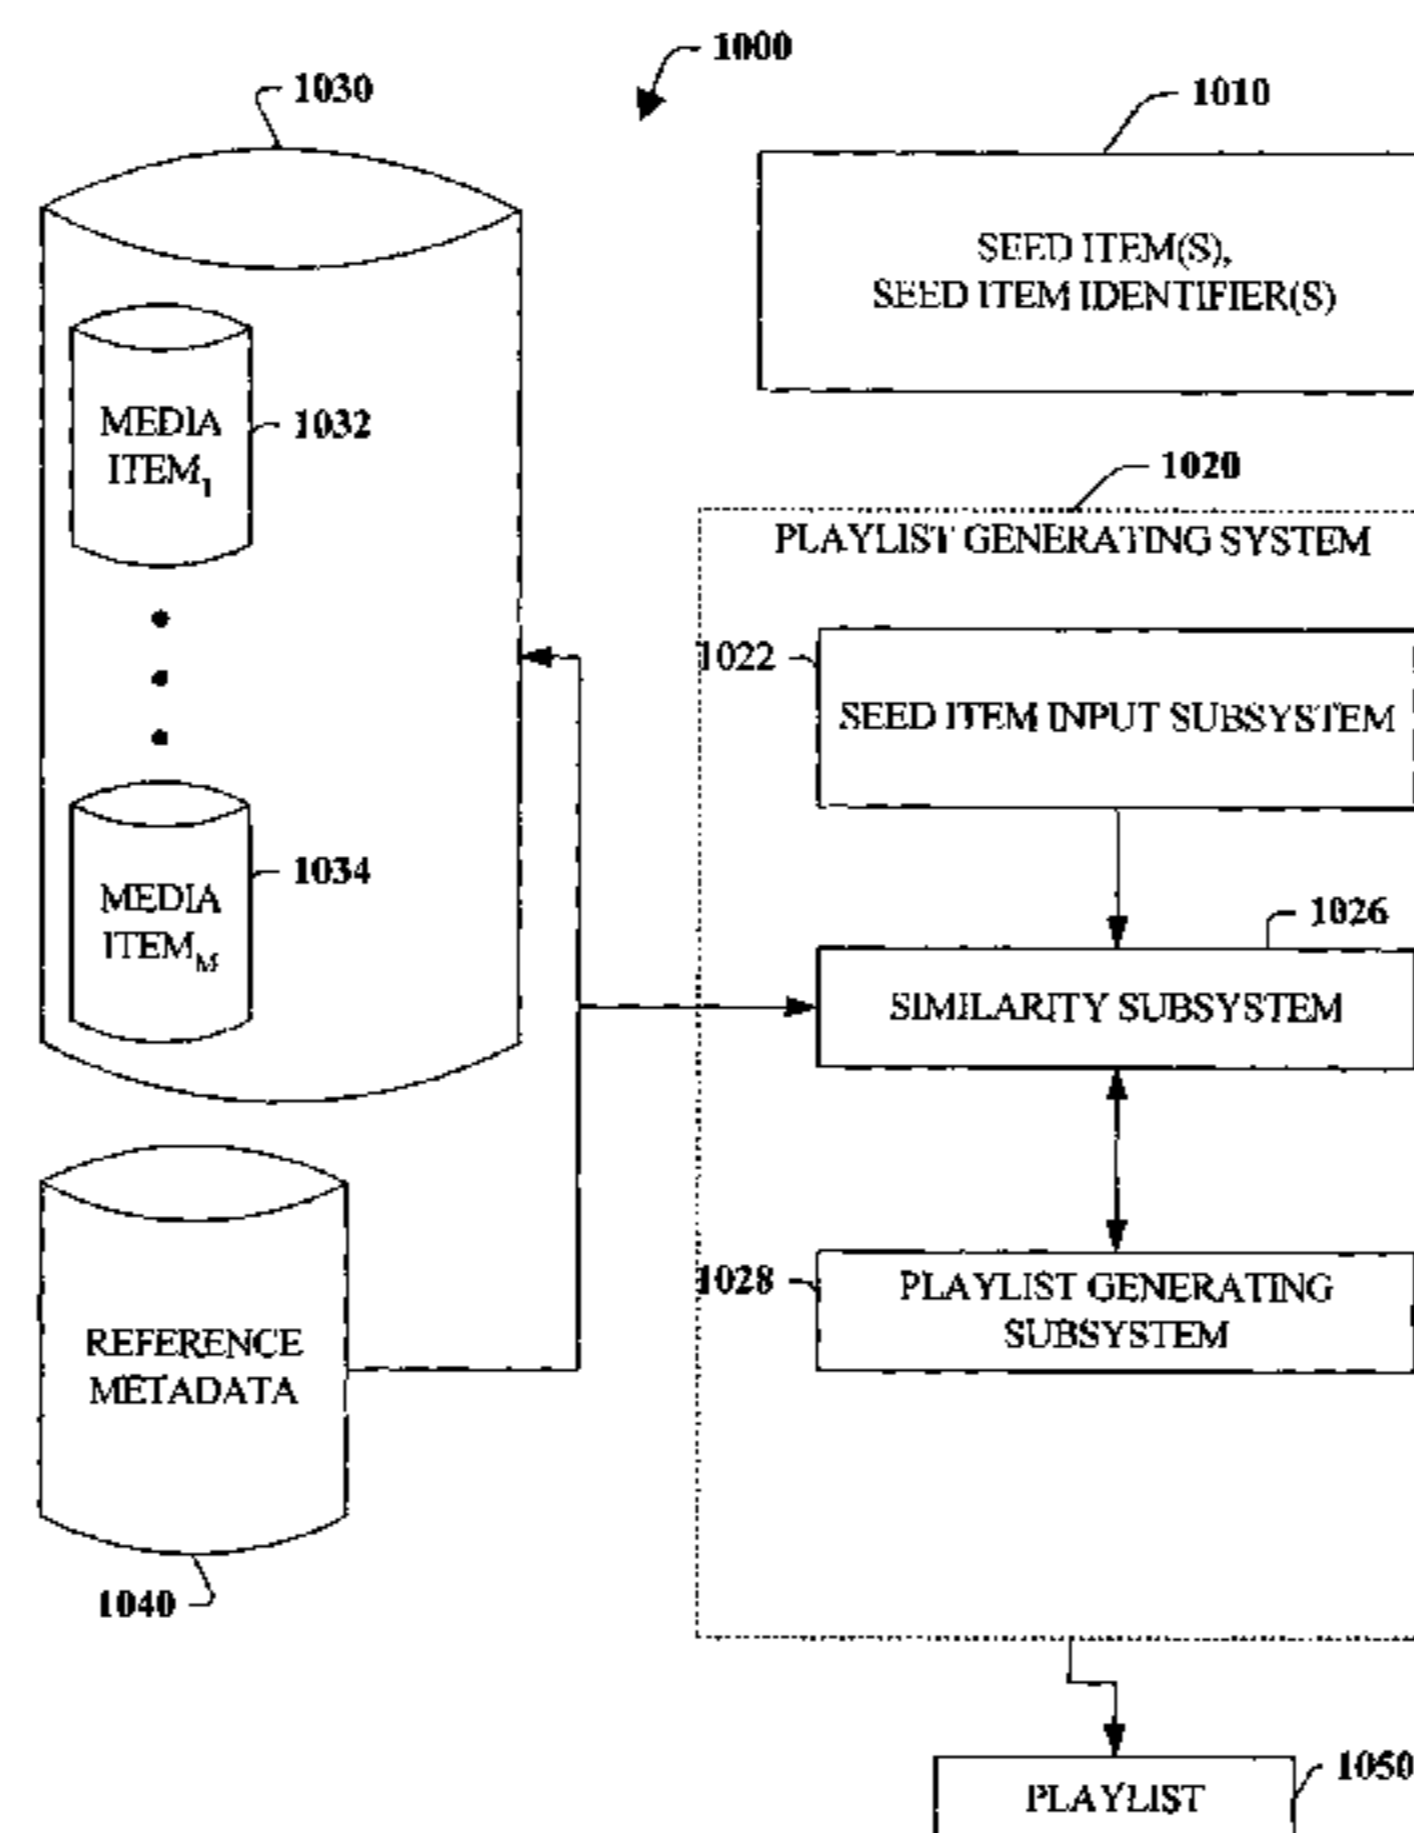 1000
1030
1010
SEED ITEM(S),
SEED ITEM IDENTIFIER(S)
MEDIA
ITEM1
1032
1020
PLAYLIST GENERATING SYSTEM
1022
SEED ITEM INPUT SUBSYSTEM
1034
MEDIA
ITEMM
1026
SIMILARITY SUBSYSTEM
1028
PLAYLIST GENERATING
SUBSYSTEM
REFERENCE
METADATA
1040
1050
PLAYLIST